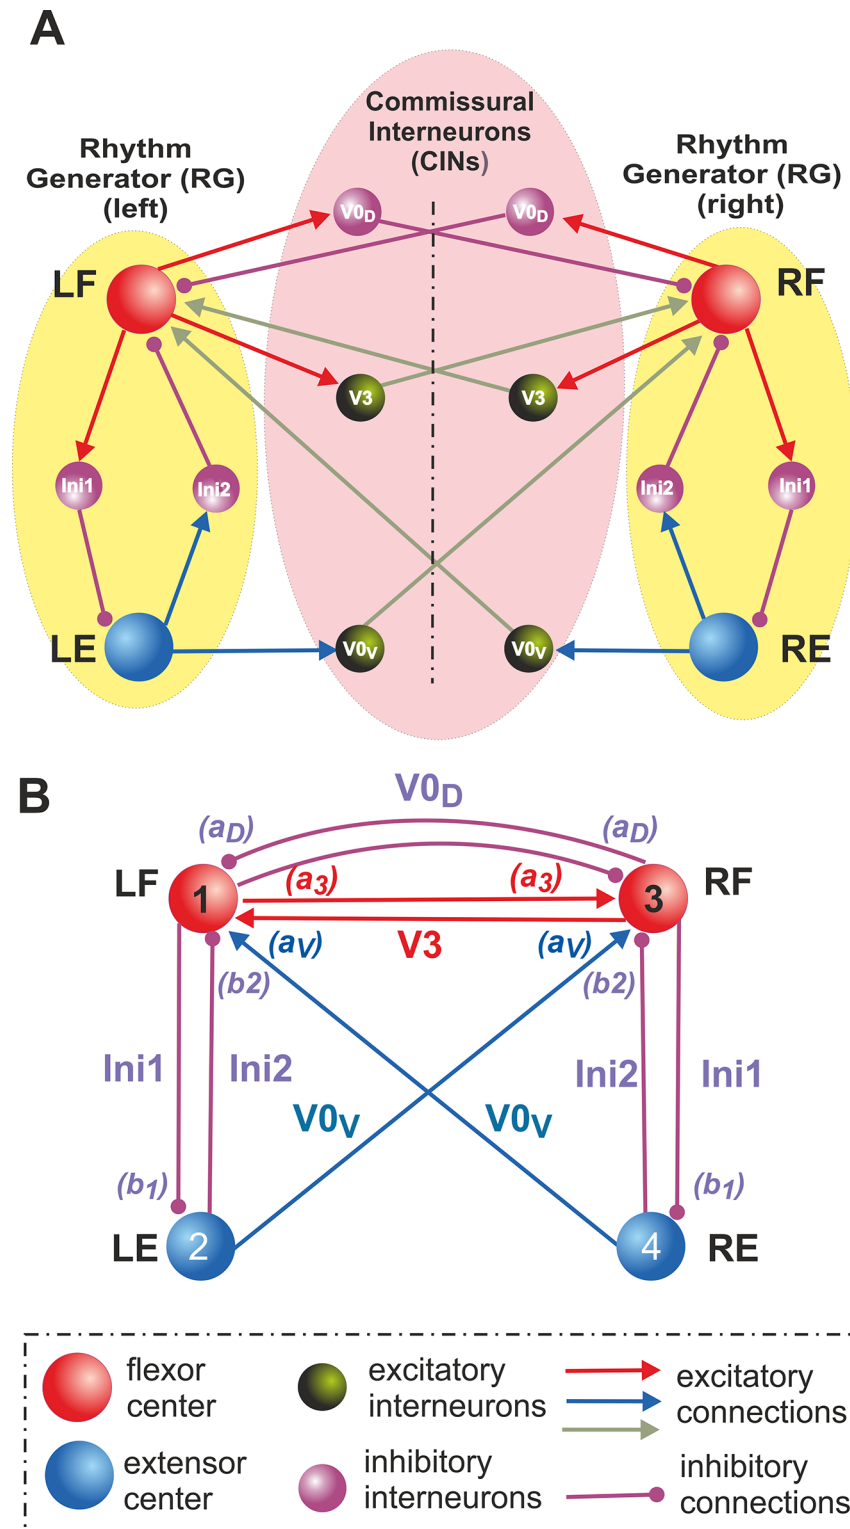 A
Commissural
Interneurons
(CINs)
Rhythm
Generator (RG)
(left)
Rhythm
Generator (RG)
(right)
V0D
V0D
LF
RF
V3
V3
Ini1
Ini2
Ini2
Ini1
LE
V0V
V0V
RE
B
V0D
(aD)
(aD)
LF
1
(a3)
(a3)
3
RF
(aV)
V3
(aV)
(b2)
(b2)
Ini1
Ini2
Ini2
Ini1
V0V
V0V
(b1)
(b1)
LE
2
4
RE
flexor
center
excitatory
interneurons
excitatory
connections
extensor
center
inhibitory
interneurons
inhibitory
connections